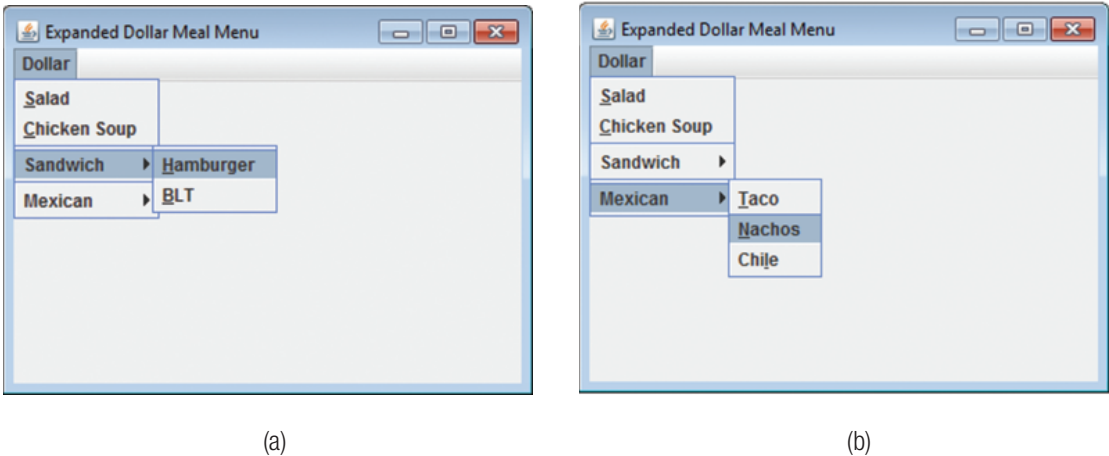 Expanded Dollar Meal Menu
Dollar
Salad
Chicken Soup
Sandwich
Hamburger
Mexican
BLT
(a)
Expanded Dollar Meal Menu
Dollar
Salad
Chicken Soup
Sandwich
Mexican
Taco
Nachos
Chile
(b)